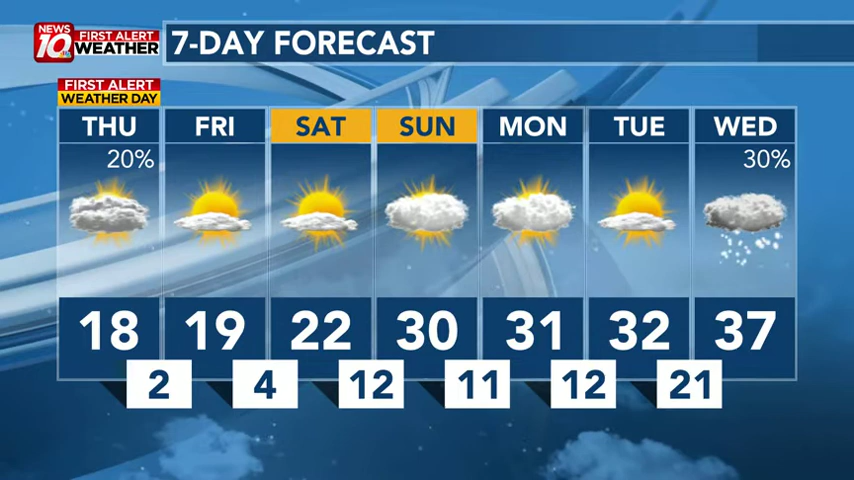 NEWS
10
FIRST ALERT
WEATHER
7-DAY FORECAST
FIRST ALERT
WEATHER DAY
THU FRI SAT SUN MON TUE WED
20% 30%
18 19 22 30 31 32 37
2 4 12 11 12 21